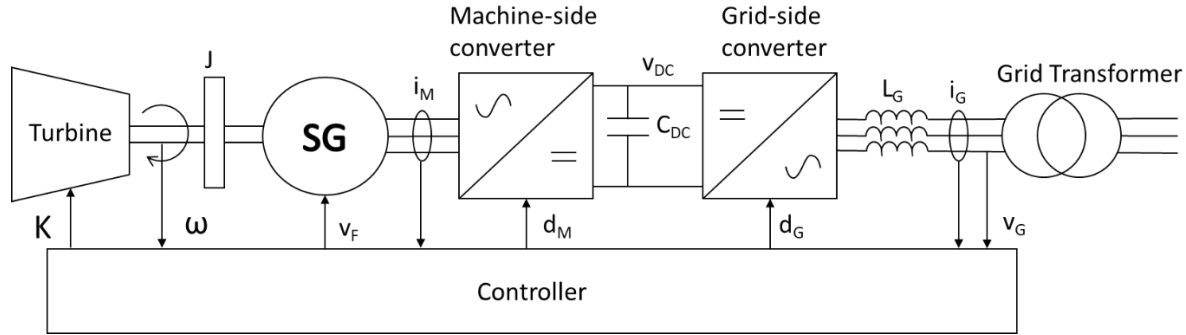 Machine-side
converter
Grid-side
converter
J
i_M
v_DC
L_G
i_G
Grid Transformer
Turbine
SG
C_DC
K
ω
v_F
d_M
d_G
v_G
Controller